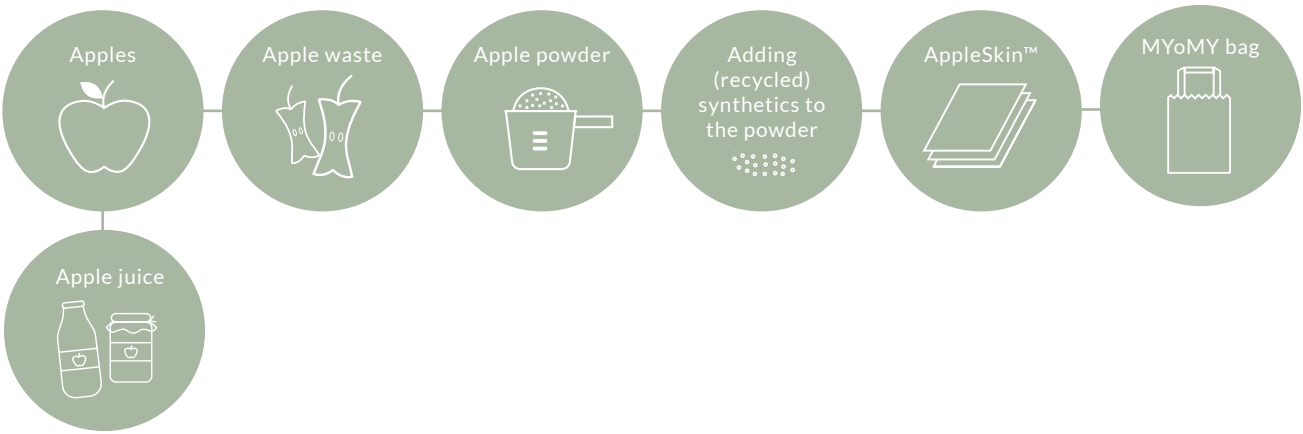 Apples
Apple waste
Apple powder
Adding
(recycled)
synthetics to
the powder
AppleSkin™
MYoMY bag
Apple juice